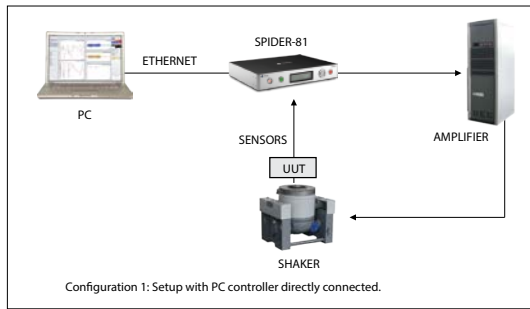 SPIDER-81
ETHERNET
PC
AMPLIFIER
SENSORS
UUT
SHAKER
Configuration 1: Setup with PC controller directly connected.